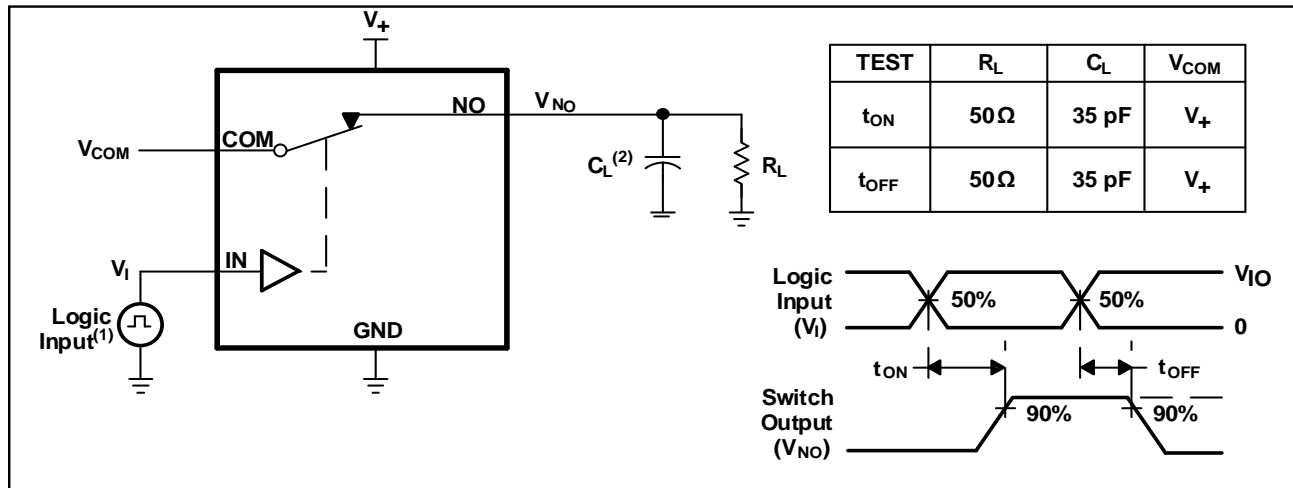 V+
NO
VNO
COM
VCOM
CL(2)
RL
IN
VI
Logic
Input(1)
GND
TEST RL CL VCOM
tON 50Ω 35 pF V+
tOFF 50Ω 35 pF V+
Logic
Input
(VI)
50%
50%
VIO
0
tON
tOFF
Switch
Output
(VNO)
90%
90%